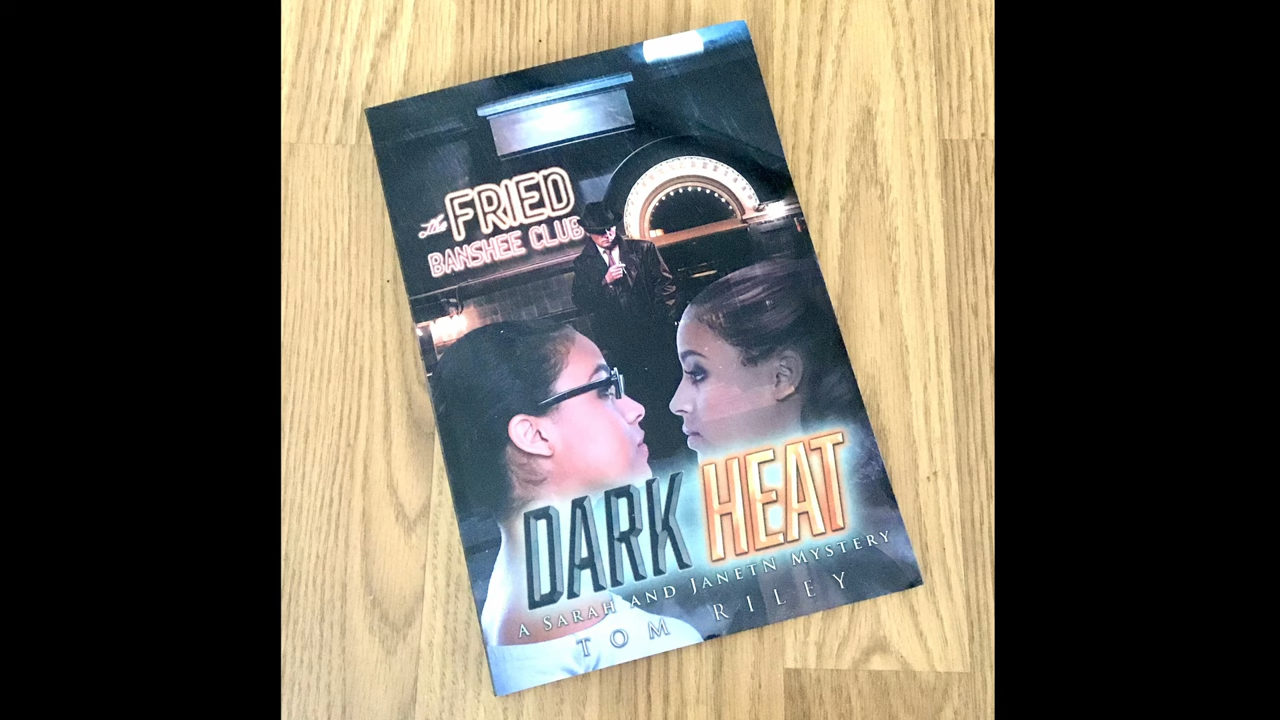 The FRIED
BANSHEE CLUB
DARK HEAT
A SARAH AND JANETN MYSTERY
TOM RILEY